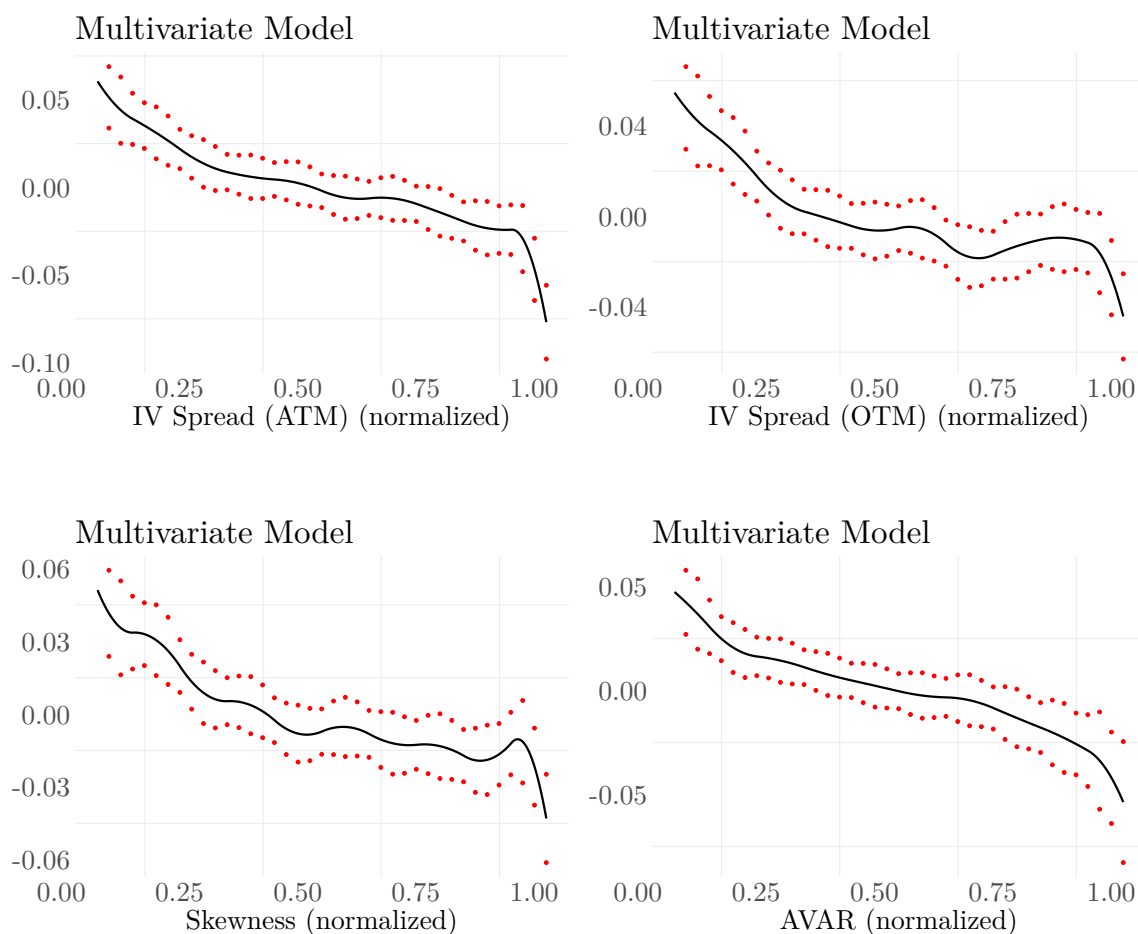 Multivariate Model
0.05
0.00
-0.05
-0.10
0.00 0.25 0.50 0.75 1.00
IV Spread (ATM) (normalized)
Multivariate Model
0.04
0.00
-0.04
0.00 0.25 0.50 0.75 1.00
IV Spread (OTM) (normalized)
Multivariate Model
0.06
0.03
0.00
-0.03
-0.06
0.00 0.25 0.50 0.75 1.00
Skewness (normalized)
Multivariate Model
0.05
0.00
-0.05
0.00 0.25 0.50 0.75 1.00
AVAR (normalized)